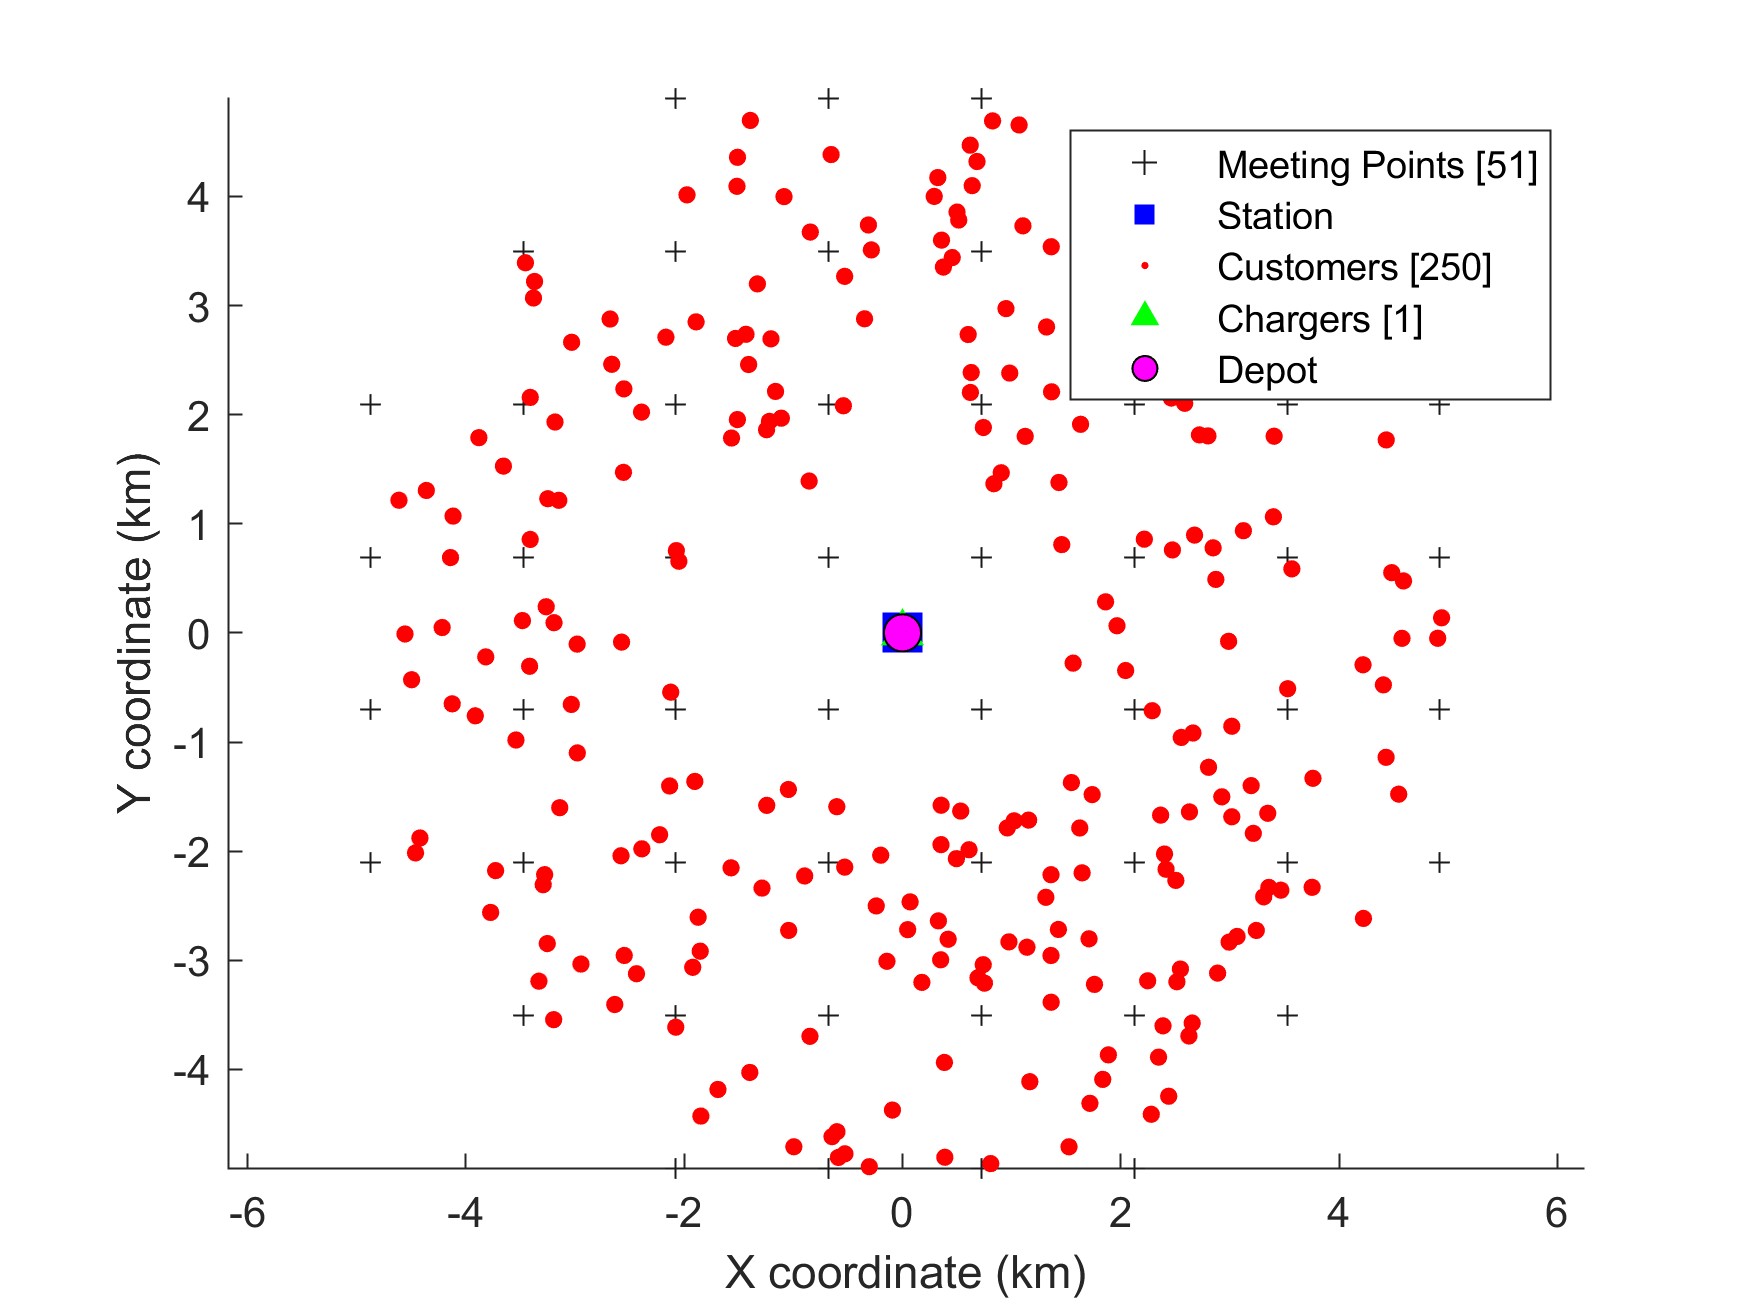 Meeting Points [51]
Station
Customers [250]
Chargers [1]
Depot
4
3
2
1
0
-1
-2
-3
-4
Y coordinate (km)
-6 -4 -2 0 2 4 6
X coordinate (km)